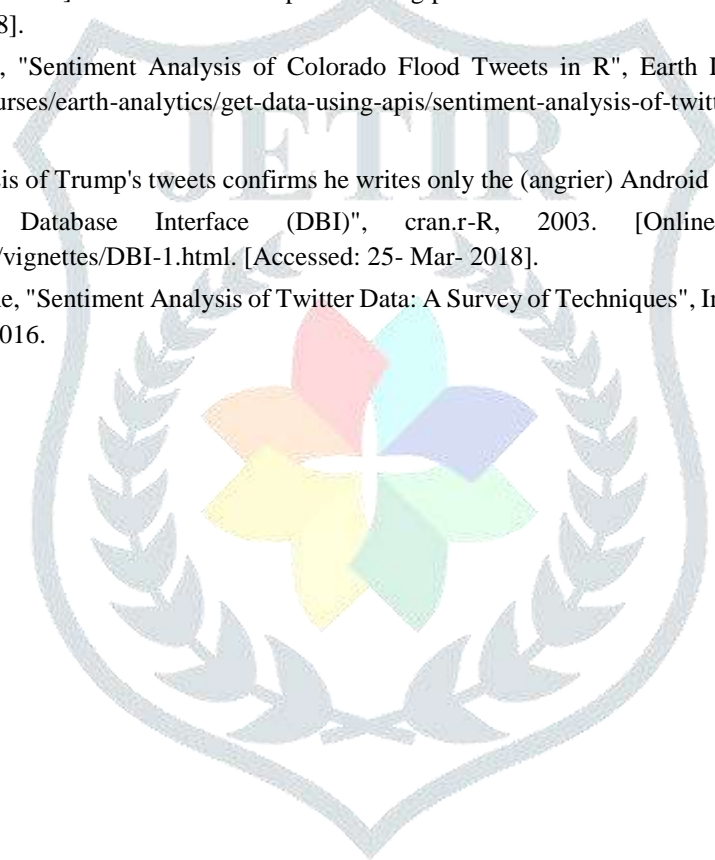 8].
, "Sentiment Analysis of Colorado Flood Tweets in R", Earth
urses/earth-analytics/get-data-using-apis/sentiment-analysis-of-twitt
JETIR
is of Trump's tweets confirms he writes only the (angrier) Android
Database Interface (DBI)", cran.r-R, 2003. [Online
/vignettes/DBI-1.html. [Accessed: 25- Mar- 2018].
e, "Sentiment Analysis of Twitter Data: A Survey of Techniques", In
016.